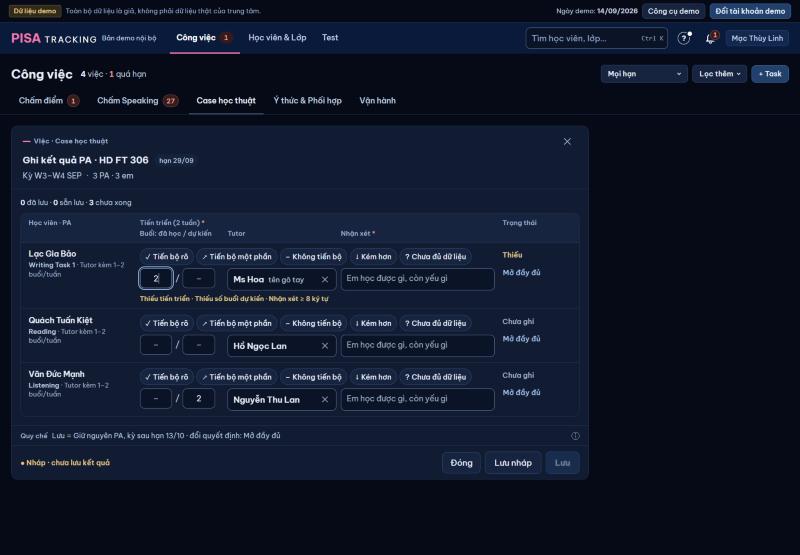 Dữ liệu demo Toàn bộ dữ liệu là giả, không phải dữ liệu thật của trung tâm. Ngày demo: 14/09/2026 Công cụ demo Đổi tài khoản demo
PISA TRACKING Bản demo nội bộ Công việc 1 Học viên & Lớp Test Tìm học viên, lớp... Ctrl K ? 1 Mạc Thùy Linh
Công việc 4 việc · 1 quá hạn Mọi hạn Lọc thêm + Task
Chấm điểm 1 Chấm Speaking 27 Case học thuật Ý thức & Phối hợp Vận hành
Việc · Case học thuật
Ghi kết quả PA · HD FT 306 hạn 29/09
Kỳ W3–W4 SEP · 3 PA · 3 em
0 đã lưu · 0 sẵn lưu · 3 chưa xong
Học viên · PA Tiến triển (2 tuần) * Trạng thái
Buổi: đã học / dự kiến Tutor Nhận xét *
Lạc Gia Bảo ✓ Tiến bộ rõ ↗ Tiến bộ một phần – Không tiến bộ ↓ Kém hơn ? Chưa đủ dữ liệu Thiếu
Writing Task 1 · Tutor kèm 1–2 buổi/tuần 2 / – Ms Hoa tên gõ tay Em học được gì, còn yếu gì Mở đầy đủ
Thiếu tiến triển · Thiếu số buổi dự kiến · Nhận xét ≥ 8 ký tự
Quách Tuấn Kiệt ✓ Tiến bộ rõ ↗ Tiến bộ một phần – Không tiến bộ ↓ Kém hơn ? Chưa đủ dữ liệu Chưa ghi
Reading · Tutor kèm 1–2 buổi/tuần – / – Hồ Ngọc Lan Em học được gì, còn yếu gì Mở đầy đủ
Văn Đức Mạnh ✓ Tiến bộ rõ ↗ Tiến bộ một phần – Không tiến bộ ↓ Kém hơn ? Chưa đủ dữ liệu Chưa ghi
Listening · Tutor kèm 1–2 buổi/tuần – / 2 Nguyễn Thu Lan Em học được gì, còn yếu gì Mở đầy đủ
Quy chế Lưu = Giữ nguyên PA, kỳ sau hạn 13/10 · đổi quyết định: Mở đầy đủ
● Nháp · chưa lưu kết quả Đóng Lưu nháp Lưu